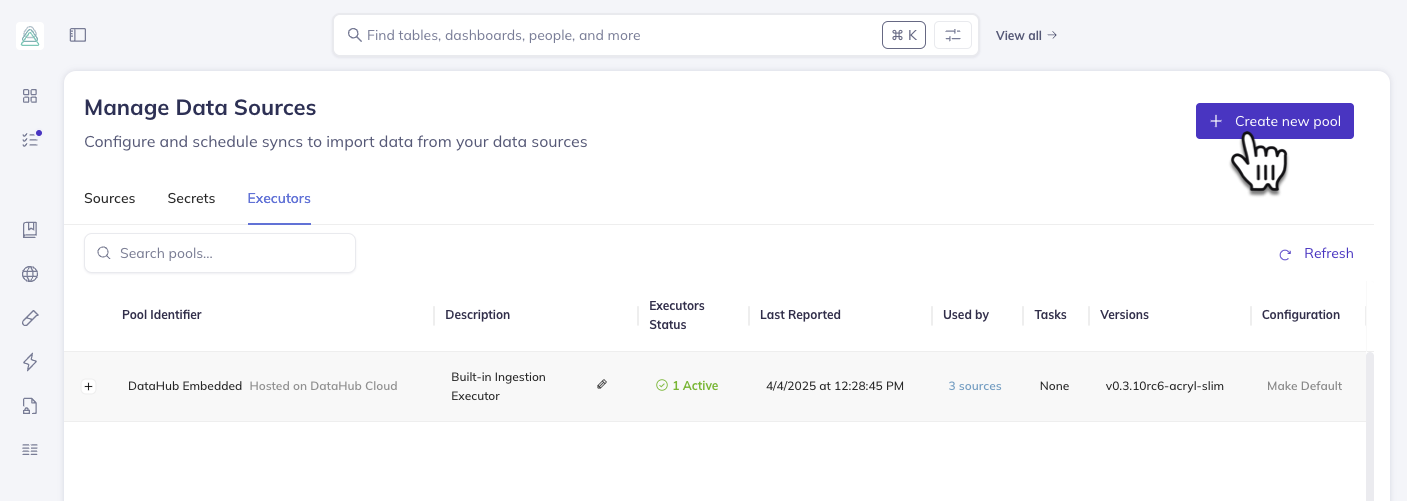 Find tables, dashboards, people, and more
⌘ K
View all →
Manage Data Sources
Configure and schedule syncs to import data from your data sources
+ Create new pool
Sources
Secrets
Executors
Search pools...
Refresh
Pool Identifier
Description
Executors
Status
Last Reported
Used by
Tasks
Versions
Configuration
+
DataHub Embedded Hosted on DataHub Cloud
Built-in Ingestion
Executor
1 Active
4/4/2025 at 12:28:45 PM
3 sources
None
v0.3.10rc6-acryl-slim
Make Default